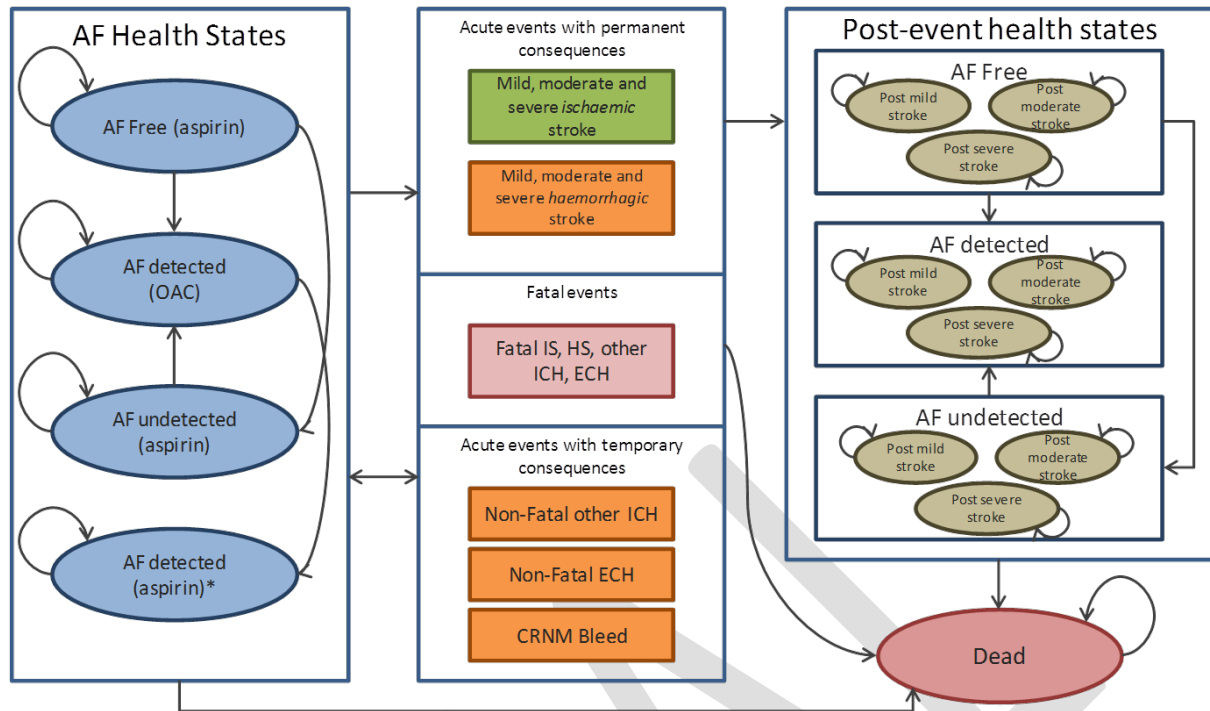 AF Health States
AF Free (aspirin)
AF detected
(OAC)
AF undetected
(aspirin)
AF detected
(aspirin)*
Acute events with permanent
consequences
Mild, moderate and
severe ischaemic
stroke
Mild, moderate and
severe haemorrhagic
stroke
Fatal events
Fatal IS, HS, other
ICH, ECH
Acute events with temporary
consequences
Non-Fatal other ICH
Non-Fatal ECH
CRNM Bleed
Post-event health states
AF Free
Post mild
stroke
Post
moderate
stroke
Post severe
stroke
AF detected
Post mild
stroke
Post
moderate
stroke
Post severe
stroke
AF undetected
Post mild
stroke
Post
moderate
stroke
Post severe
stroke
Dead